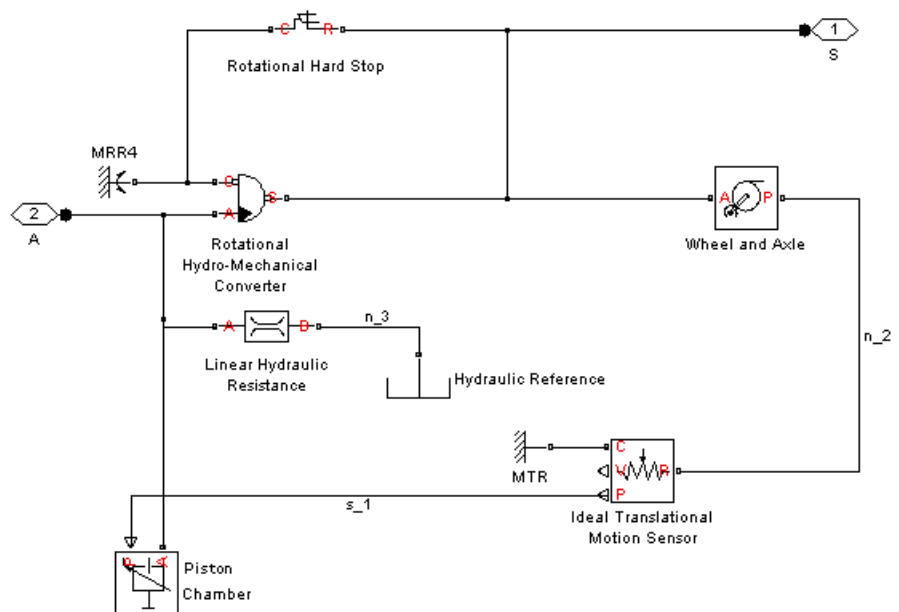 C
R
1
S
Rotational Hard Stop
MRR4
C
S
A
2
A
Rotational
Hydro-Mechanical
Converter
A
P
Wheel and Axle
A
D
n_3
Linear Hydraulic
Resistance
Hydraulic Reference
n_2
MTR
C
V
R
P
s_1
Ideal Translational
Motion Sensor
P
A
Piston
Chamber